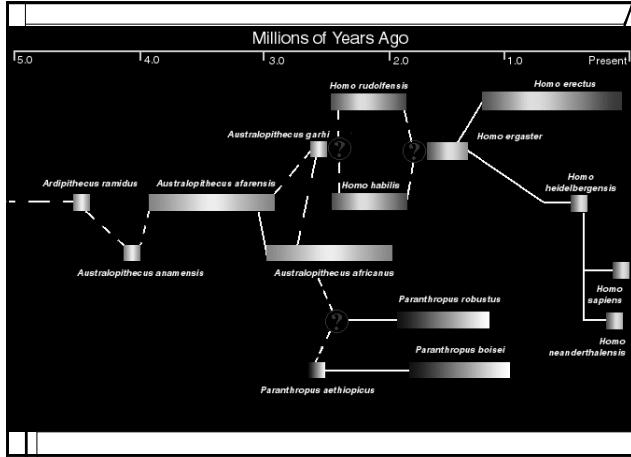 Millions of Years Ago
5.0 4.0 3.0 2.0 1.0 Present
Homo rudolfensis
Homo erectus
Australopithecus garhi
?
?
Homo ergaster
Ardipithecus ramidus
Australopithecus afarensis
Homo habilis
Homo
heidelbergensis
Australopithecus anamensis
Australopithecus africanus
Homo
sapiens
Paranthropus robustus
?
Homo
neanderthalensis
Paranthropus boisei
Paranthropus aethiopicus